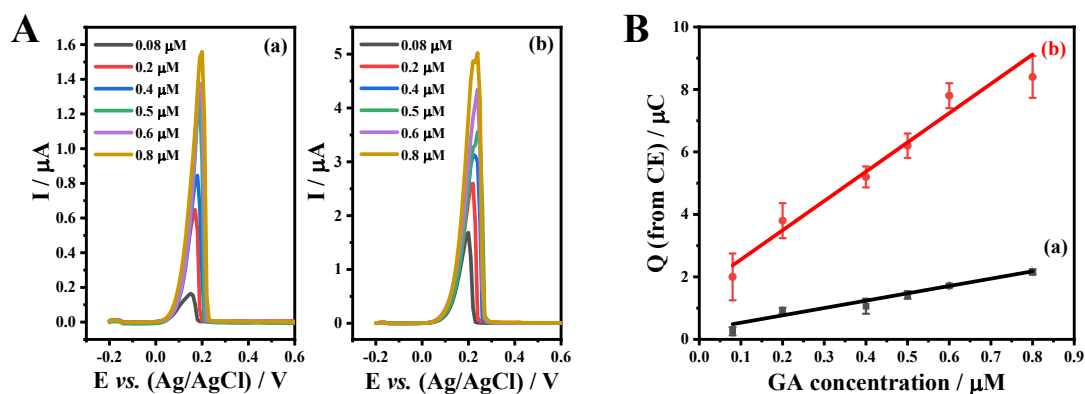 A
(a)
I / μA
1.6
1.4
1.2
1.0
0.8
0.6
0.4
0.2
0.0
0.08 μM
0.2 μM
0.4 μM
0.5 μM
0.6 μM
0.8 μM
-0.2 0.0 0.2 0.4 0.6
E vs. (Ag/AgCl) / V
(b)
I / μA
5
4
3
2
1
0
0.08 μM
0.2 μM
0.4 μM
0.5 μM
0.6 μM
0.8 μM
-0.2 0.0 0.2 0.4 0.6
E vs. (Ag/AgCl) / V
B
(b)
(a)
Q (from CE) / μC
10
8
6
4
2
0
0.0 0.1 0.2 0.3 0.4 0.5 0.6 0.7 0.8 0.9
GA concentration / μM